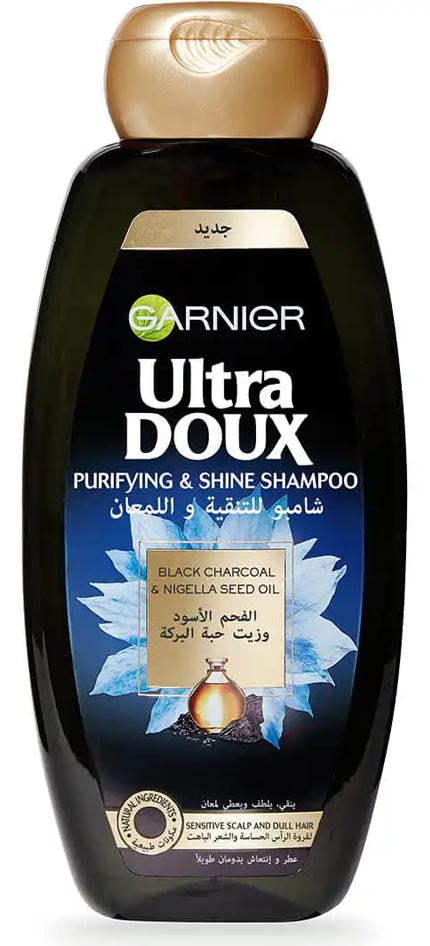 جديد
GARNIER
Ultra
DOUX
PURIFYING & SHINE SHAMPOO
شامبو للتنقية و اللمعان
BLACK CHARCOAL
& NIGELLA SEED OIL
الفحم الأسود
وزيت حبة البركة
ينقي، يلطف ويعطي لمعان
NATURAL INGREDIENTS
مكونات طبيعية
SENSITIVE SCALP AND DULL HAIR
لفروة الرأس الحساسة والشعر الباهت
عطر و إنتعاش يدومان طويلاً